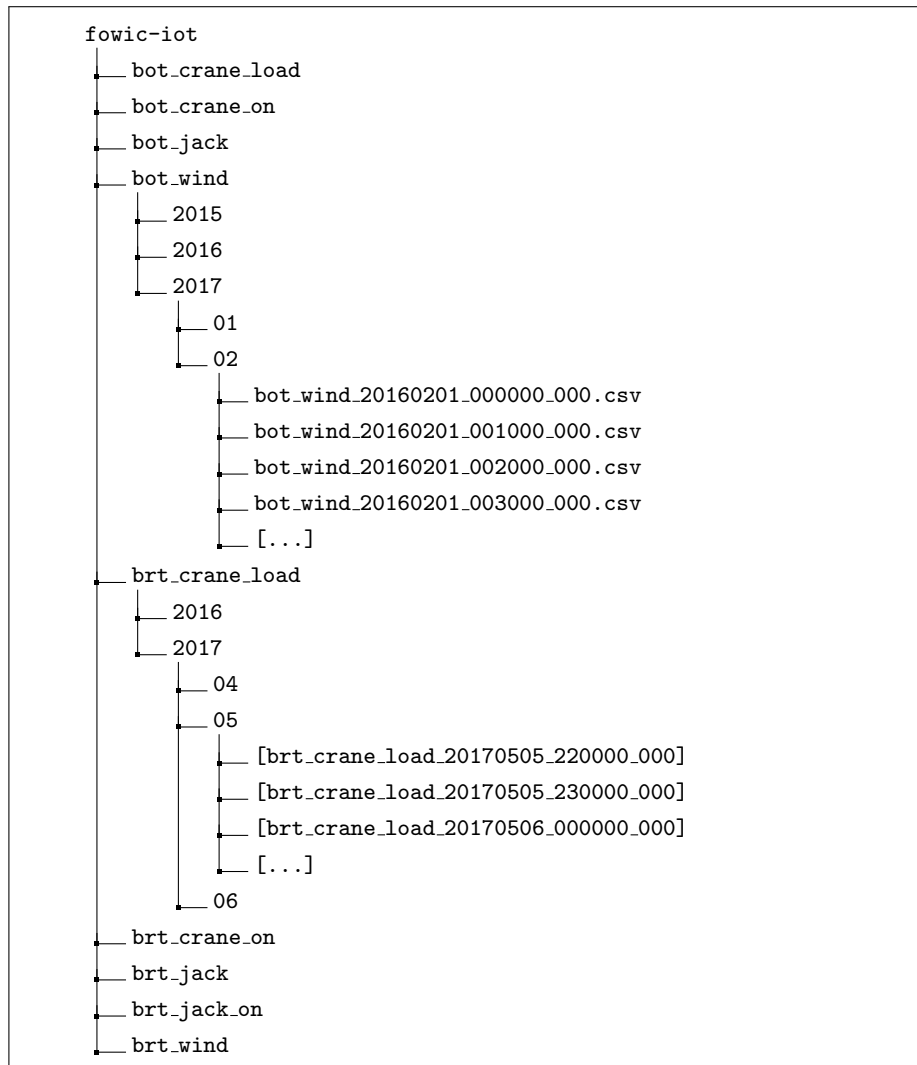 fowic-iot
bot_crane_load
bot_crane_on
bot_jack
bot_wind
2015
2016
2017
01
02
bot_wind_20160201_000000_000.csv
bot_wind_20160201_001000_000.csv
bot_wind_20160201_002000_000.csv
bot_wind_20160201_003000_000.csv
[...]
brt_crane_load
2016
2017
04
05
[brt_crane_load_20170505_220000_000]
[brt_crane_load_20170505_230000_000]
[brt_crane_load_20170506_000000_000]
[...]
06
brt_crane_on
brt_jack
brt_jack_on
brt_wind